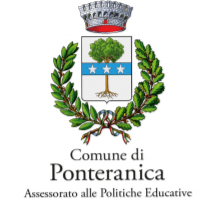 Comune di
Ponteranica
Assessorato alle Politiche Educative